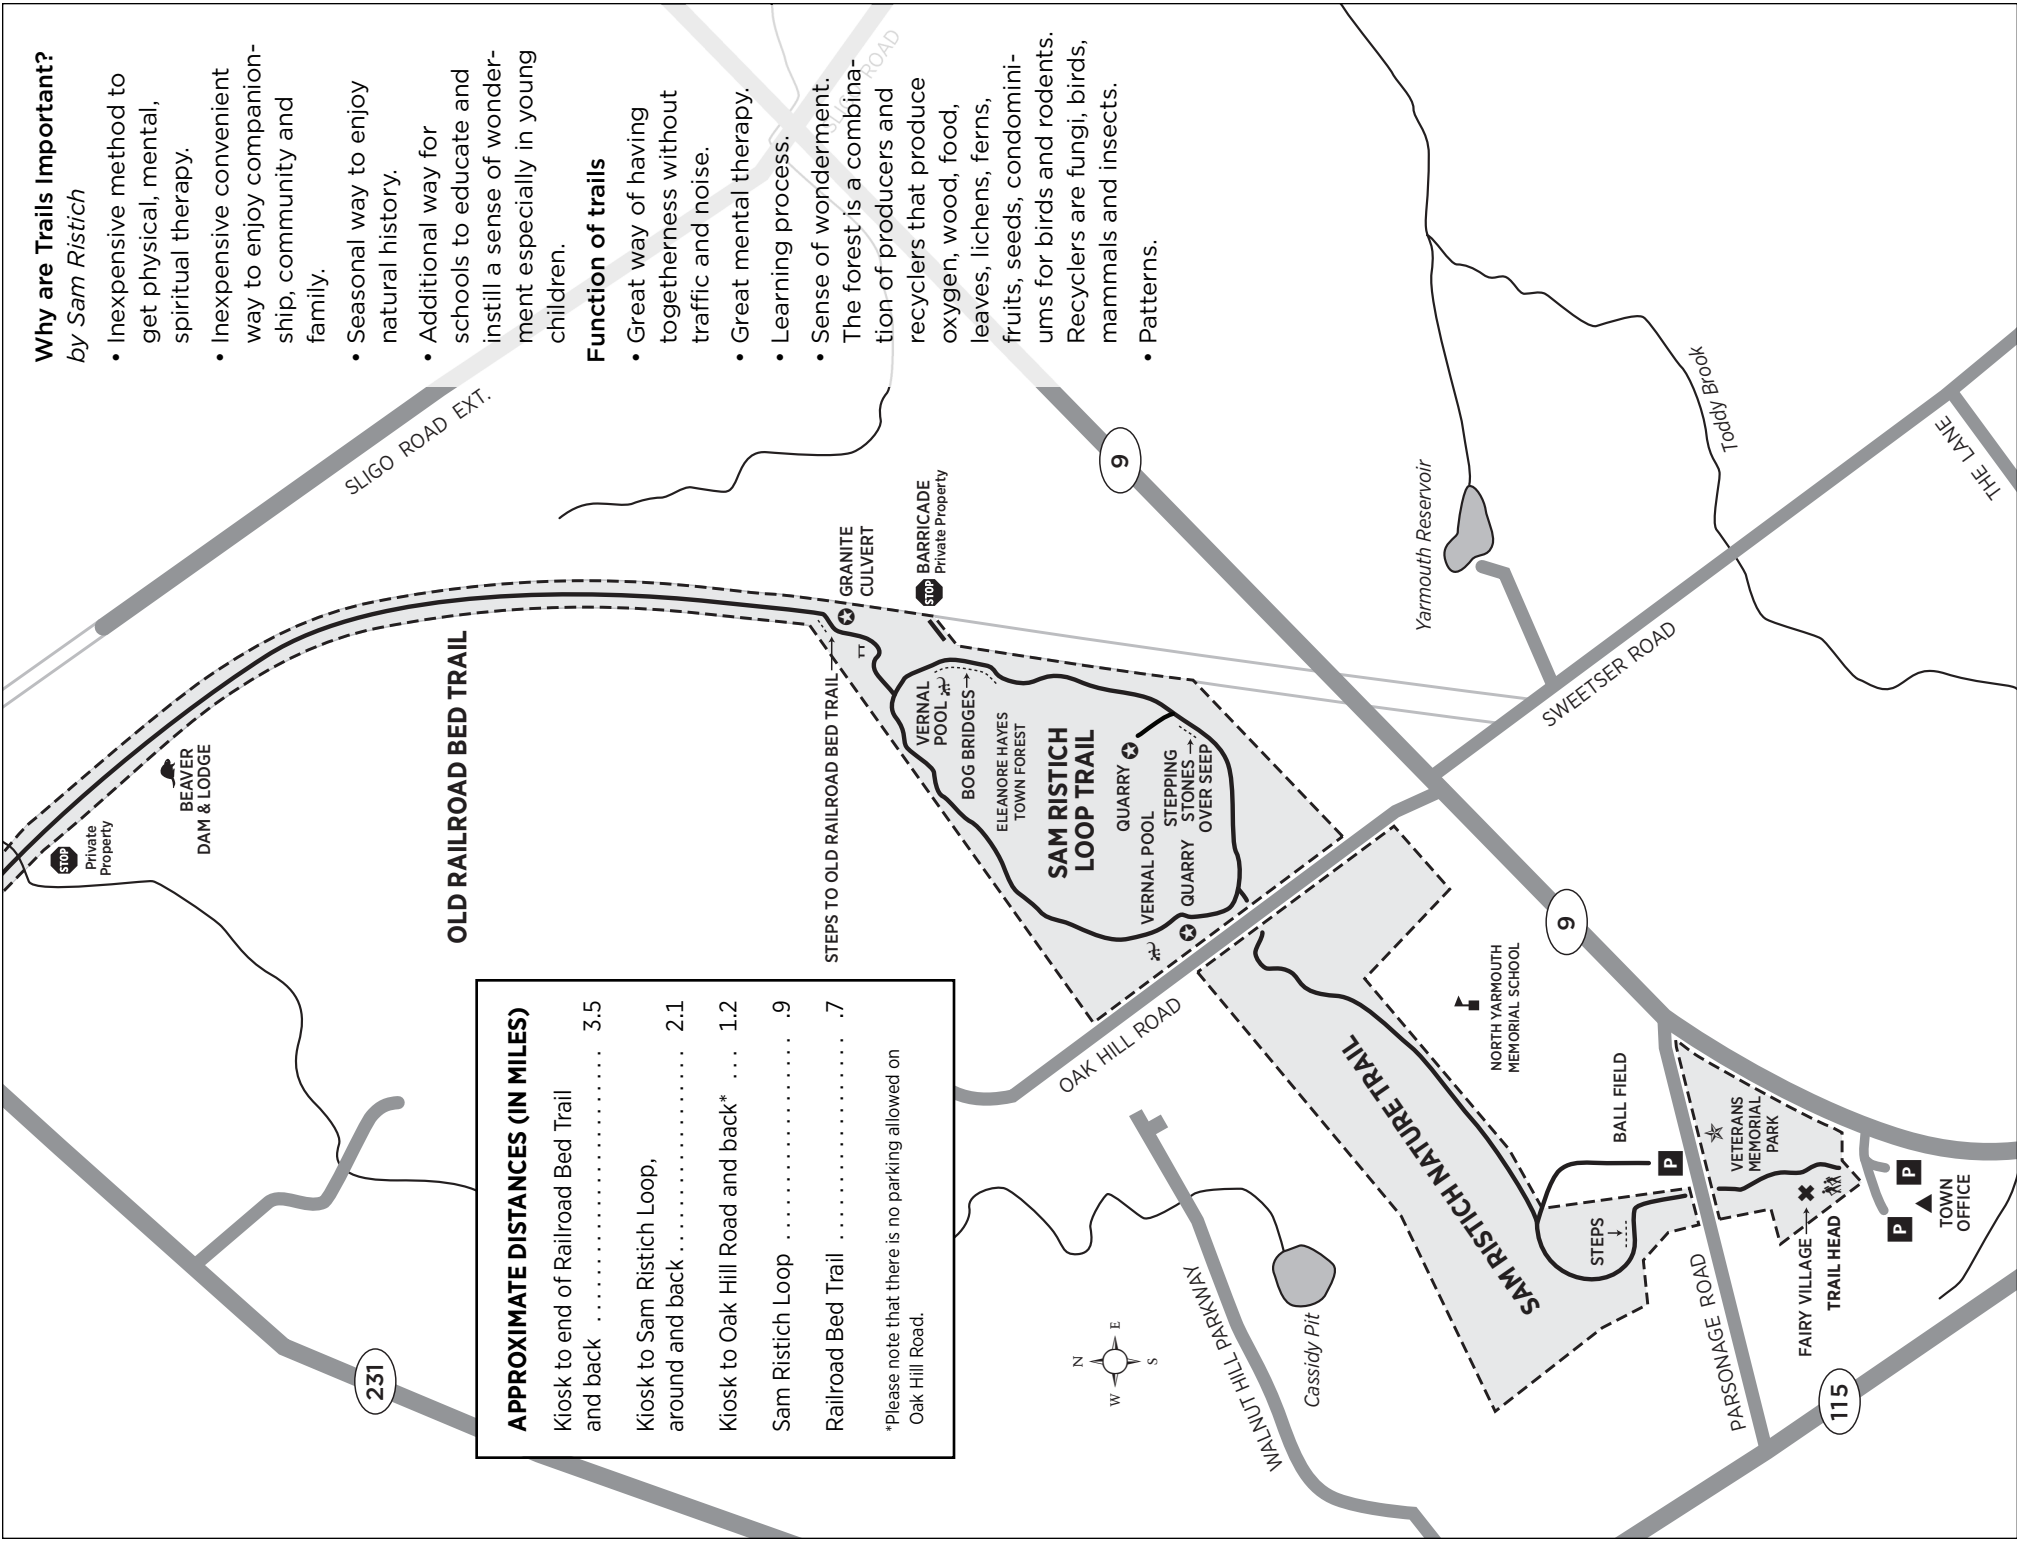 Why are Trails Important?
by Sam Ristich
• Inexpensive method to
get physical, mental,
spiritual therapy.
• Inexpensive convenient
way to enjoy companion-
ship, community and
family.
• Seasonal way to enjoy
natural history.
• Additional way for
schools to educate and
instill a sense of wonder-
ment especially in young
children.
Function of trails
• Great way of having
togetherness without
traffic and noise.
• Great mental therapy.
• Learning process.
• Sense of wonderment.
The forest is a combina-
tion of producers and
recyclers that produce
oxygen, wood, food,
leaves, lichens, ferns,
fruits, seeds, condomini-
ums for birds and rodents.
Recyclers are fungi, birds,
mammals and insects.
• Patterns.
SLIGO ROAD
SLIGO ROAD
SLIGO ROAD EXT.
STOP
Private
Property
BEAVER
DAM & LODGE
OLD RAILROAD BED TRAIL
GRANITE
CULVERT
STOP
BARRICADE
Private Property
STEPS TO OLD RAILROAD BED TRAIL
VERNAL
POOL
BOG BRIDGES
ELEANORE HAYES
TOWN FOREST
SAM RISTICH
LOOP TRAIL
QUARRY
STEPPING
STONES
OVER SEEP
VERNAL POOL
QUARRY
9
Yarmouth Reservoir
Toddy Brook
THE LANE
SWEETSER ROAD
OAK HILL ROAD
9
231
APPROXIMATE DISTANCES (IN MILES)
Kiosk to end of Railroad Bed Trail
and back 3.5
Kiosk to Sam Ristich Loop,
around and back 2.1
Kiosk to Oak Hill Road and back* 1.2
Sam Ristich Loop .9
Railroad Bed Trail .7
*Please note that there is no parking allowed on
Oak Hill Road.
N
W
E
S
WALNUT HILL PARKWAY
Cassidy Pit
SAM RISTICH NATURE TRAIL
NORTH YARMOUTH
MEMORIAL SCHOOL
BALL FIELD
P
STEPS
PARSONAGE ROAD
VETERANS
MEMORIAL
PARK
FAIRY VILLAGE
TRAIL HEAD
P
P
TOWN
OFFICE
115